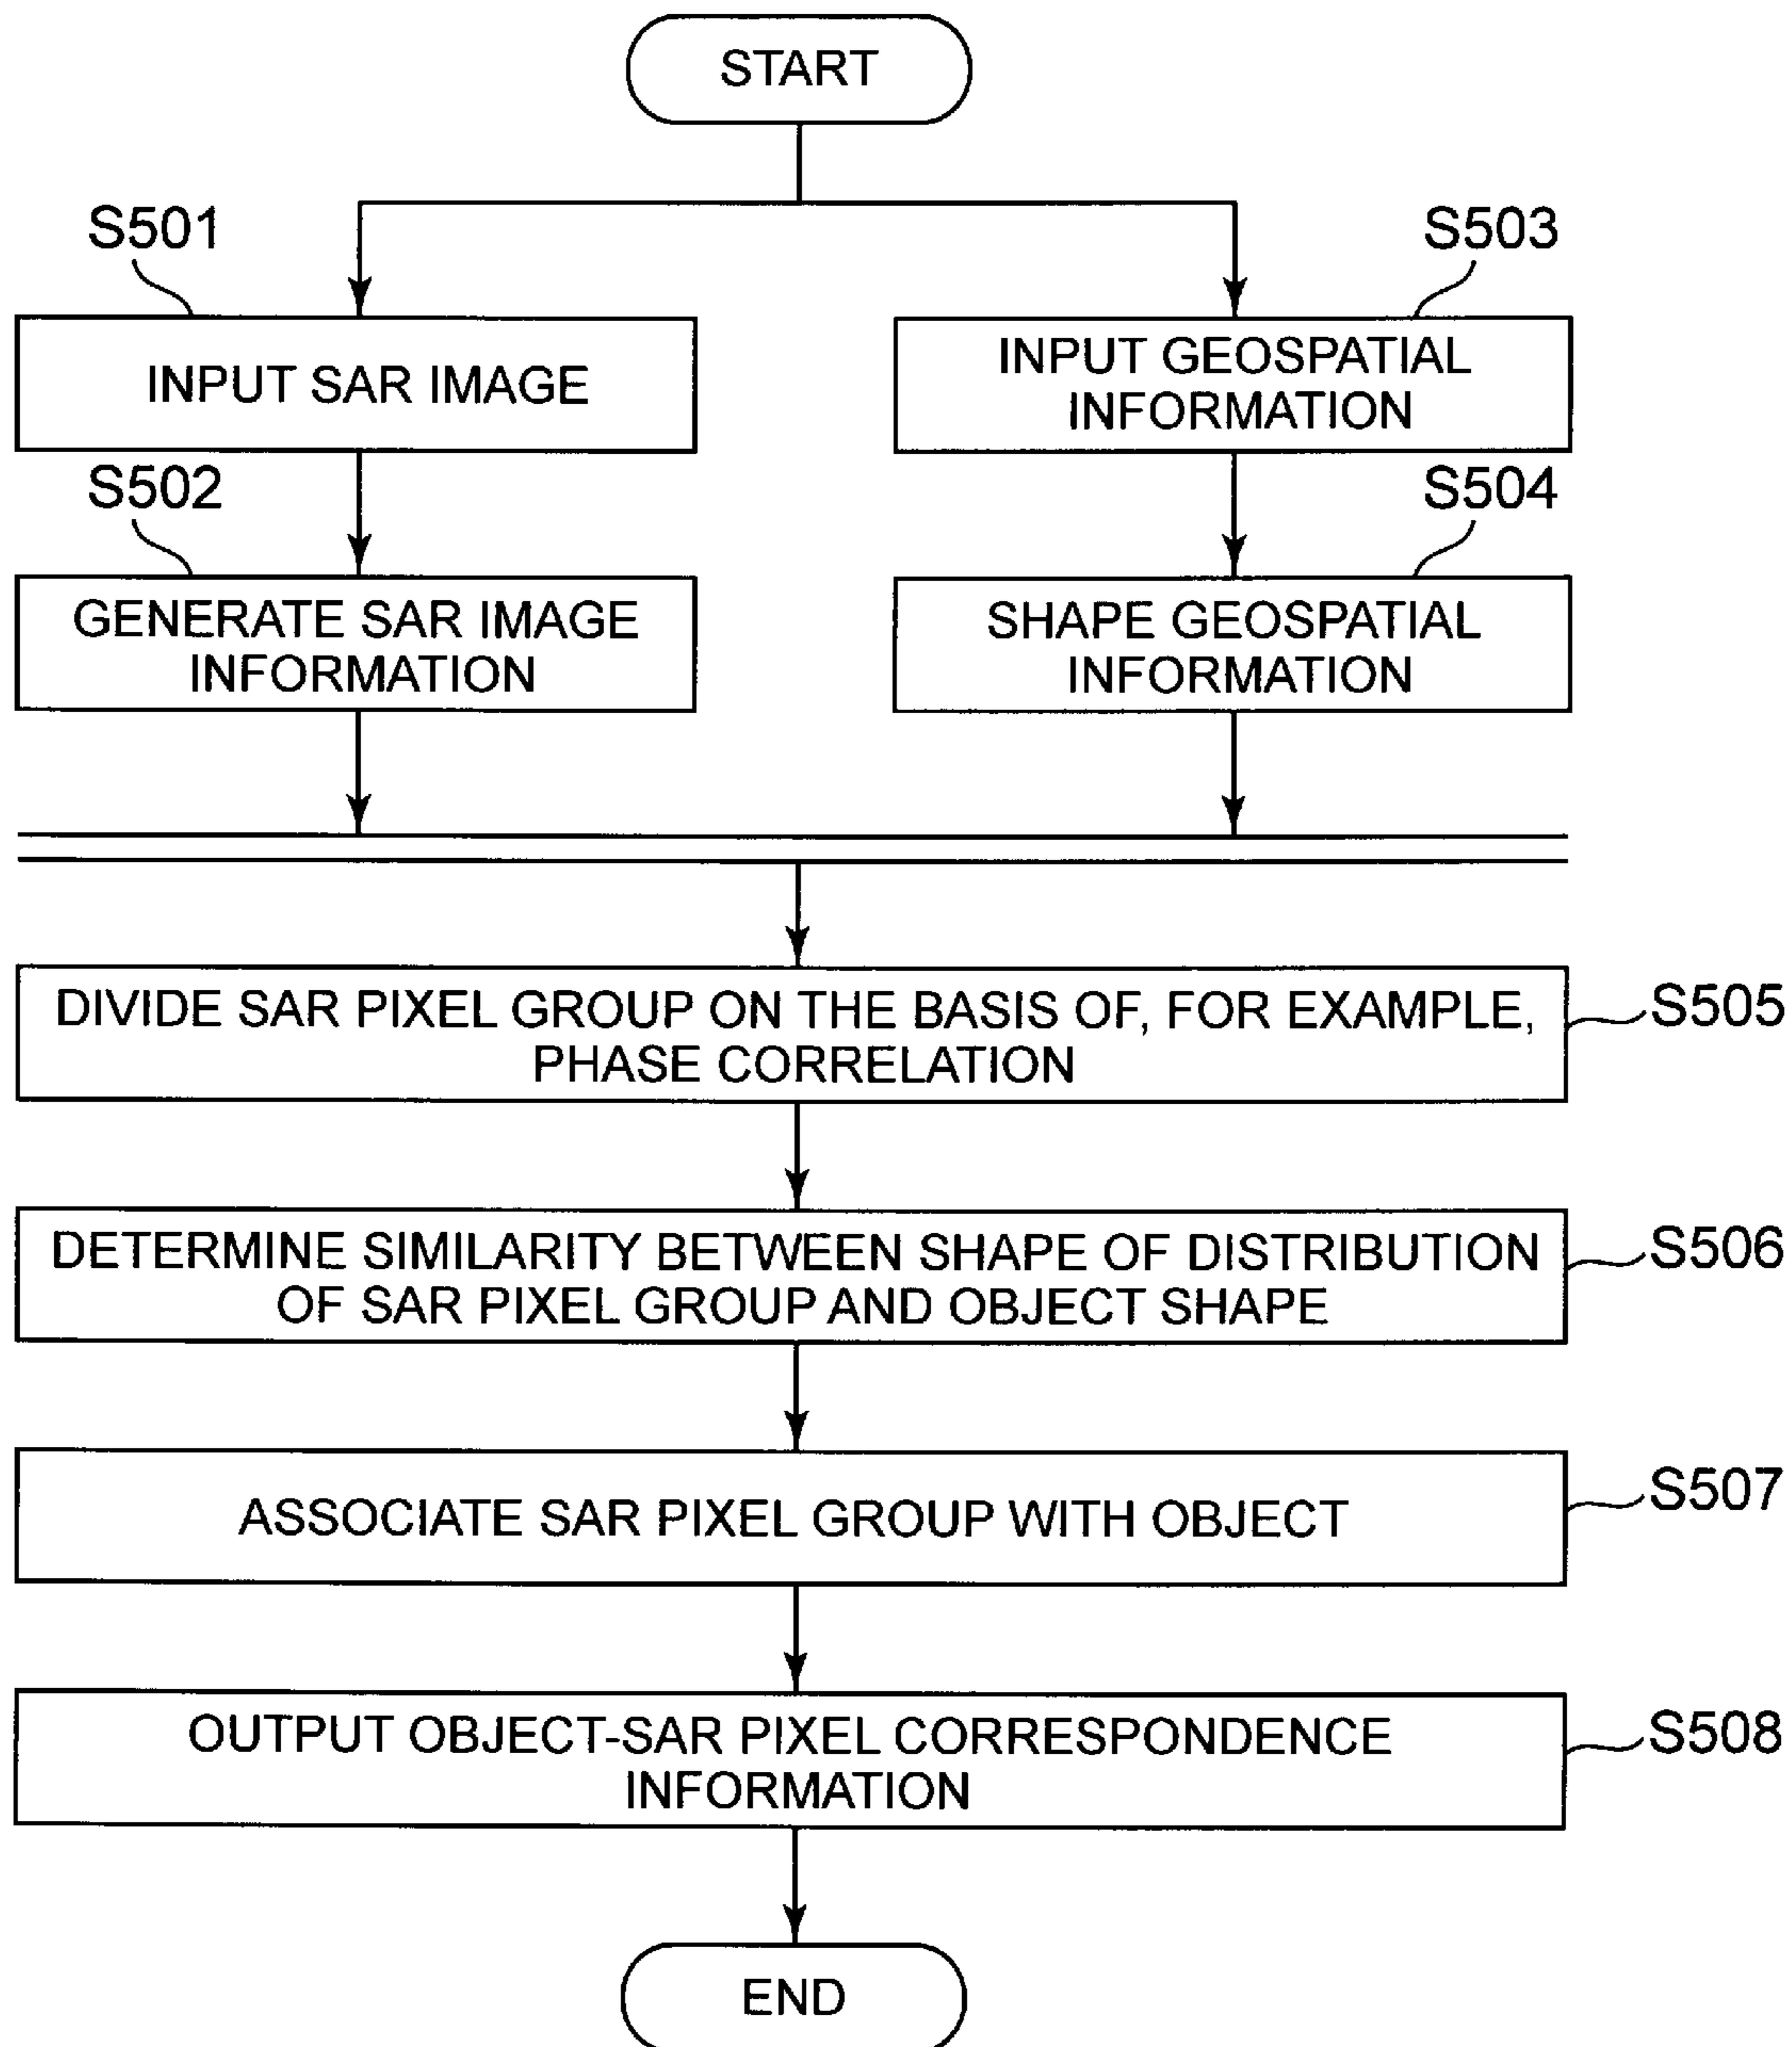 START
S501
S503
INPUT SAR IMAGE
INPUT GEOSPATIAL
INFORMATION
S502
S504
GENERATE SAR IMAGE
INFORMATION
SHAPE GEOSPATIAL
INFORMATION
DIVIDE SAR PIXEL GROUP ON THE BASIS OF, FOR EXAMPLE,
PHASE CORRELATION
S505
DETERMINE SIMILARITY BETWEEN SHAPE OF DISTRIBUTION
OF SAR PIXEL GROUP AND OBJECT SHAPE
S506
ASSOCIATE SAR PIXEL GROUP WITH OBJECT
S507
OUTPUT OBJECT-SAR PIXEL CORRESPONDENCE
INFORMATION
S508
END